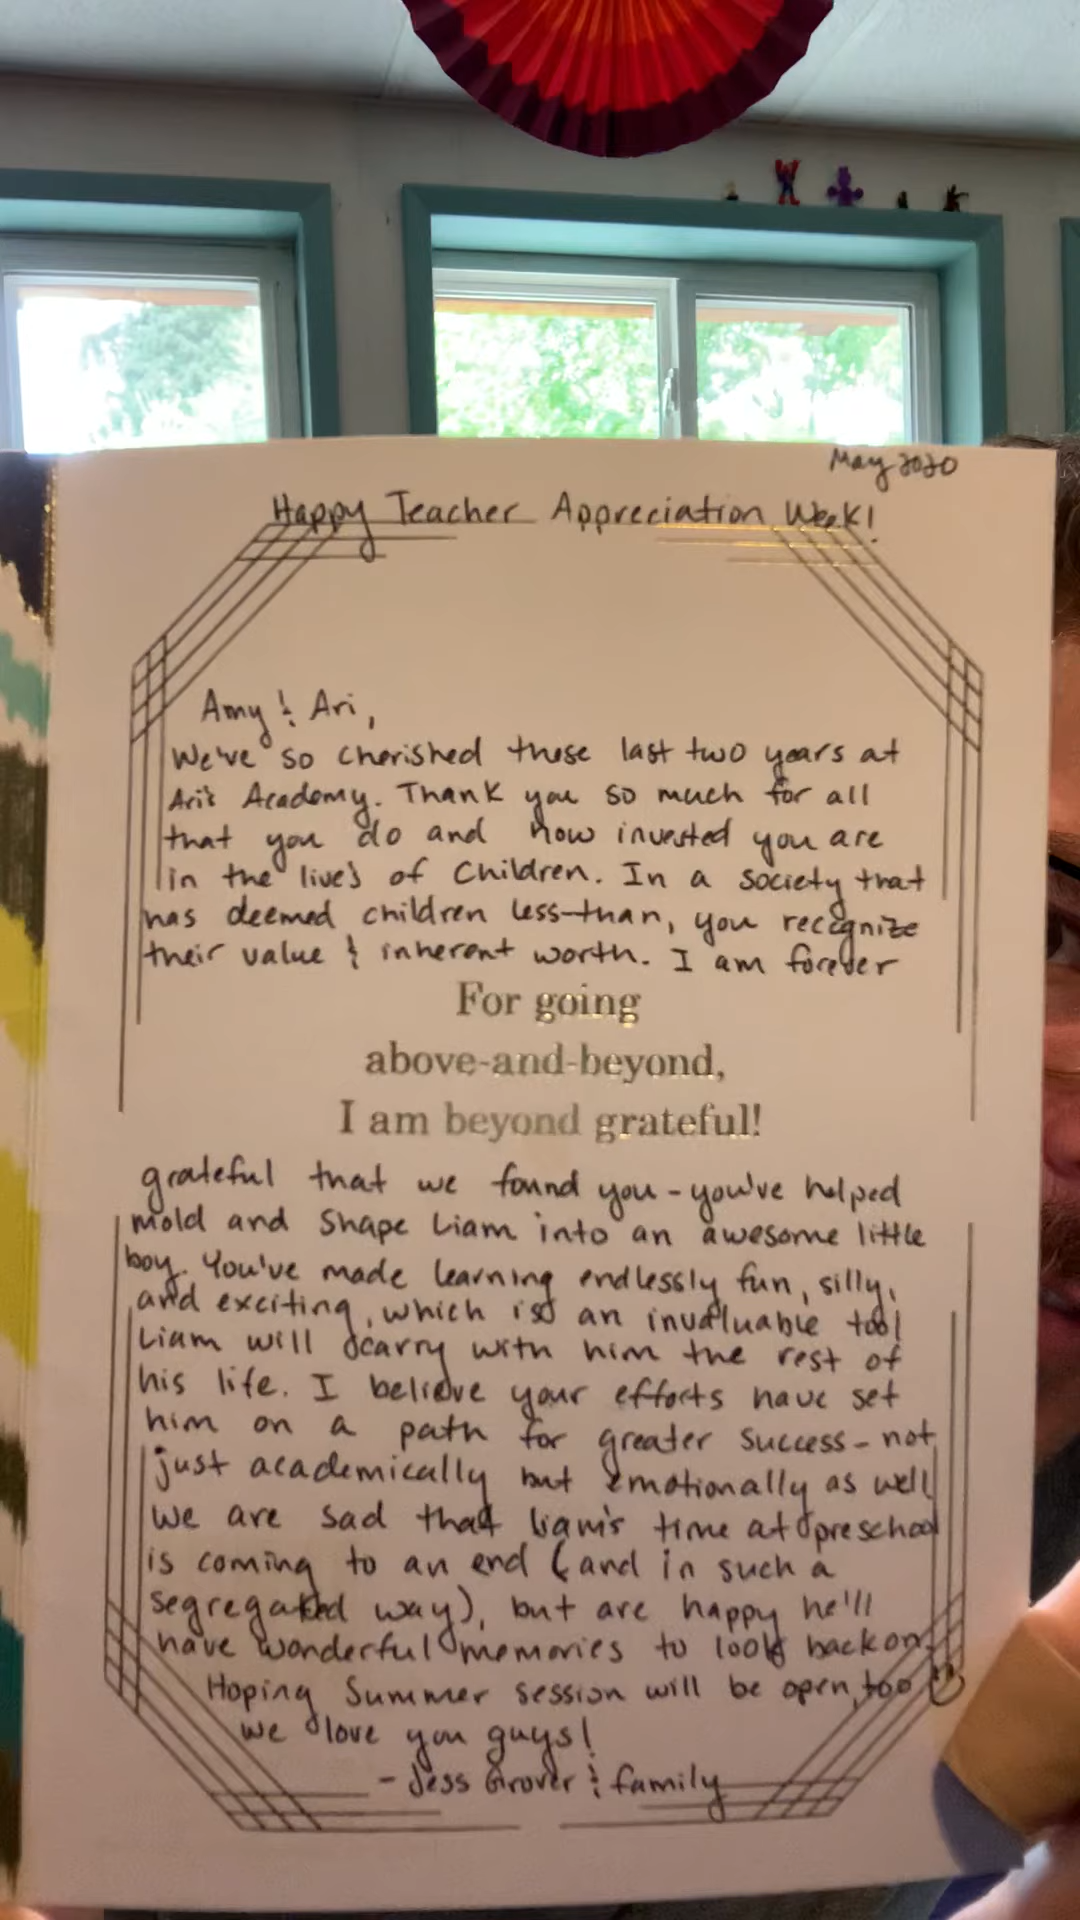 May 2020
Happy Teacher Appreciation Week!
Amy & Ari,
We've so cherished these last two years at
Ari's Academy. Thank you so much for all
that you do and how invested you are
in the live's of Children. In a society that
has deemed children less-than, you recognize
their value & inherent worth. I am forever
For going
above-and-beyond,
I am beyond grateful!
grateful that we found you - you've helped
mold and shape Liam into an awesome little
boy. You've made learning endlessly fun, silly,
and exciting, which is an invaluable tool
Liam will carry with him the rest of
his life. I believe your efforts have set
him on a path for greater success - not
just academically but emotionally as well
We are sad that Liam's time at preschool
is coming to an end (and in such a
segregated way), but are happy he'll
have wonderful memories to look back on.
Hoping Summer session will be open, too
We love you guys!
- Jess Grover & family